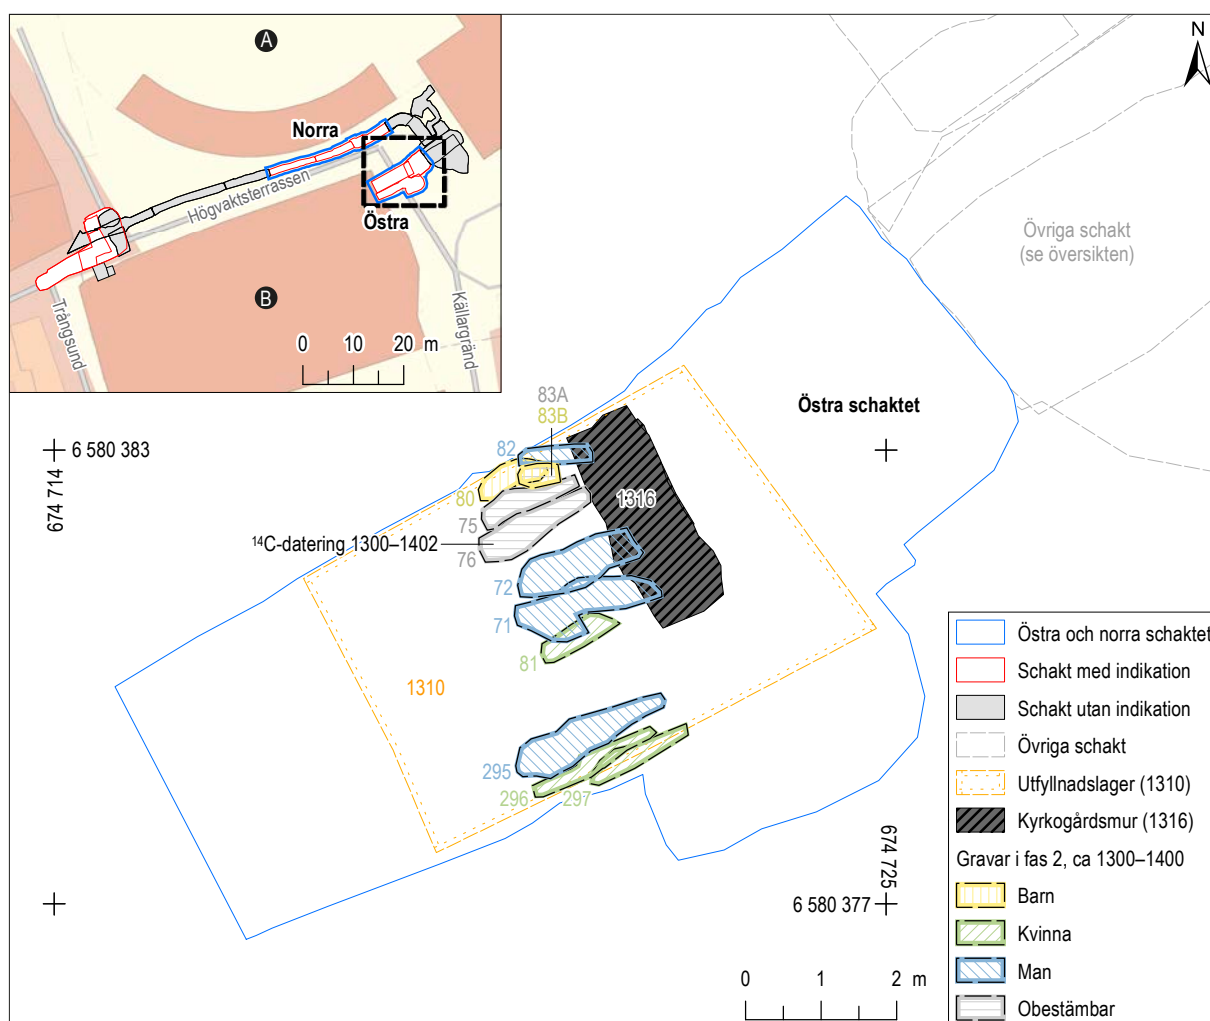 A
Norra
Högvaktsterrassen
Östra
B
Trångsund
Källargränd
0 10 20 m
N
Övriga schakt
(se översikten)
Östra schaktet
6 580 383
674 714
83A
83B
82
80
75
1316
¹⁴C-datering 1300–1402
76
72
71
81
1310
295
296
297
674 725
6 580 377
0 1 2 m
Östra och norra schaktet
Schakt med indikation
Schakt utan indikation
Övriga schakt
Utfyllnadslager (1310)
Kyrkogårdsmur (1316)
Gravar i fas 2, ca 1300–1400
Barn
Kvinna
Man
Obestämbar